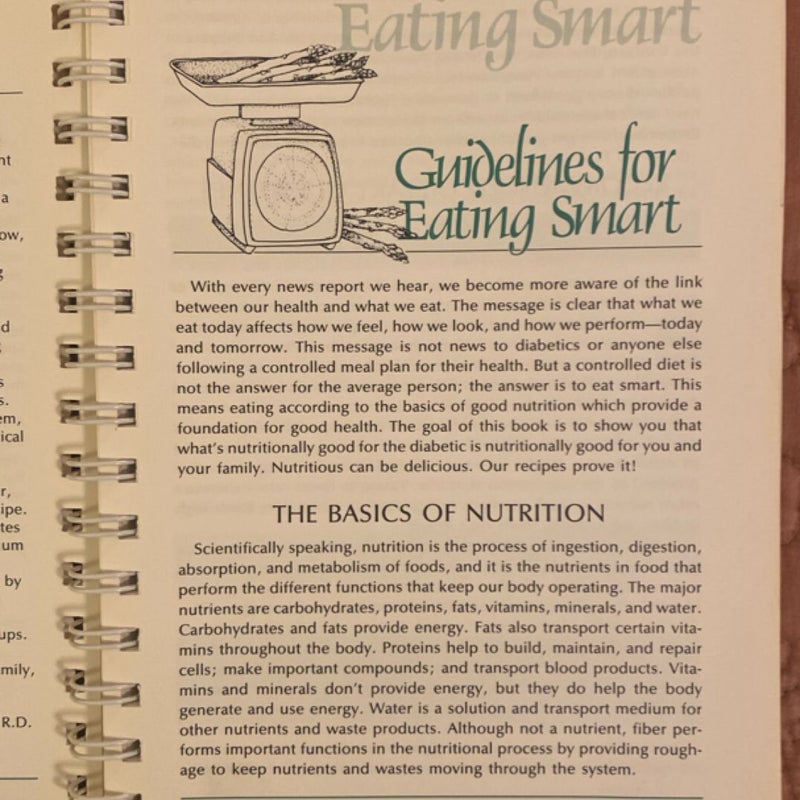 Eating Smart
Guidelines for
Eating Smart
With every news report we hear, we become more aware of the link
between our health and what we eat. The message is clear that what we
eat today affects how we feel, how we look, and how we perform—today
and tomorrow. This message is not news to diabetics or anyone else
following a controlled meal plan for their health. But a controlled diet is
not the answer for the average person; the answer is to eat smart. This
means eating according to the basics of good nutrition which provide a
foundation for good health. The goal of this book is to show you that
what's nutritionally good for the diabetic is nutritionally good for you and
your family. Nutritious can be delicious. Our recipes prove it!
THE BASICS OF NUTRITION
Scientifically speaking, nutrition is the process of ingestion, digestion,
absorption, and metabolism of foods, and it is the nutrients in food that
perform the different functions that keep our body operating. The major
nutrients are carbohydrates, proteins, fats, vitamins, minerals, and water.
Carbohydrates and fats provide energy. Fats also transport certain vita-
mins throughout the body. Proteins help to build, maintain, and repair
cells; make important compounds; and transport blood products. Vita-
mins and minerals don't provide energy, but they do help the body
generate and use energy. Water is a solution and transport medium for
other nutrients and waste products. Although not a nutrient, fiber per-
forms important functions in the nutritional process by providing rough-
age to keep nutrients and wastes moving through the system.